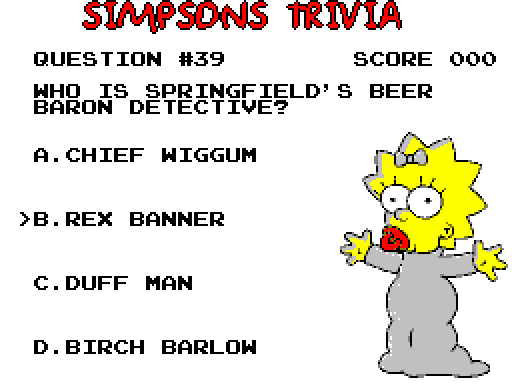 SIMPSONS TRIVIA
QUESTION #39
SCORE 000
WHO IS SPRINGFIELD'S BEER
BARON DETECTIVE?
A.CHIEF WIGGUM
>B.REX BANNER
C.DUFF MAN
D.BIRCH BARLOW